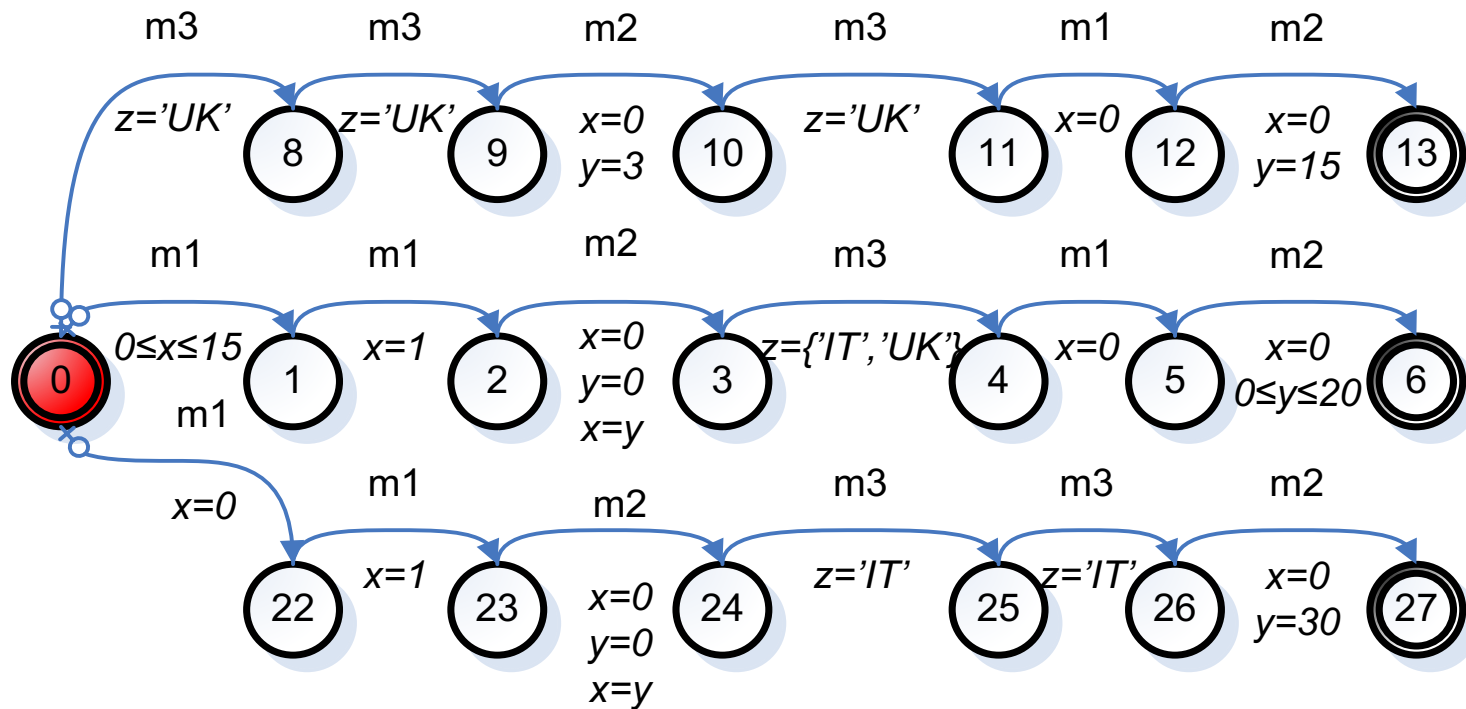 m3 m3 m2 m3 m1 m2
z='UK' z='UK' x=0 z='UK' x=0 x=0
y=3 y=15
8 9 10 11 12 13
m1 m1 m2 m3 m1 m2
0≤x≤15 x=1 x=0 z={'IT','UK'} x=0 x=0
y=0 0≤y≤20
x=y
0 1 2 3 4 5 6
m1
x=0
m1 m2 m3 m3 m2
x=1 x=0 z='IT' z='IT' x=0
y=0 y=30
x=y
22 23 24 25 26 27